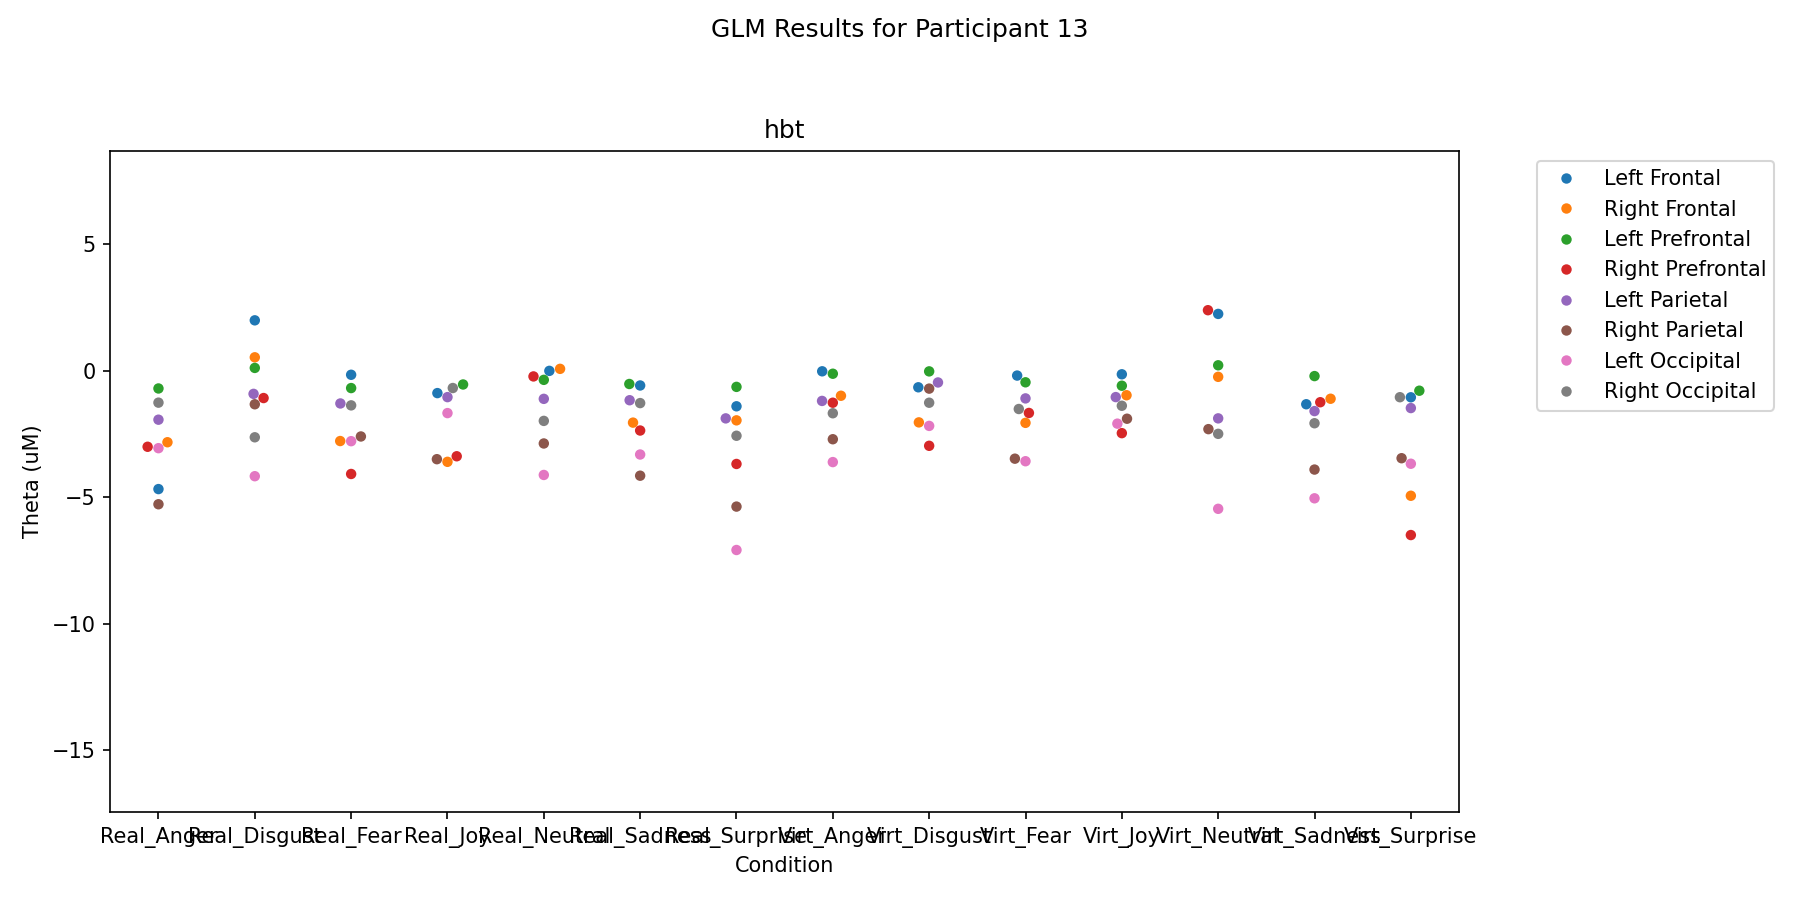 GLM Results for Participant 13
hbt
Theta (uM)
5
0
−5
−10
−15
Real_Anger
Real_Disgust
Real_Fear
Real_Joy
Real_Neutral
Real_Sadness
Real_Surprise
Virt_Anger
Virt_Disgust
Virt_Fear
Virt_Joy
Virt_Neutral
Virt_Sadness
Virt_Surprise
Condition
Left Frontal
Right Frontal
Left Prefrontal
Right Prefrontal
Left Parietal
Right Parietal
Left Occipital
Right Occipital